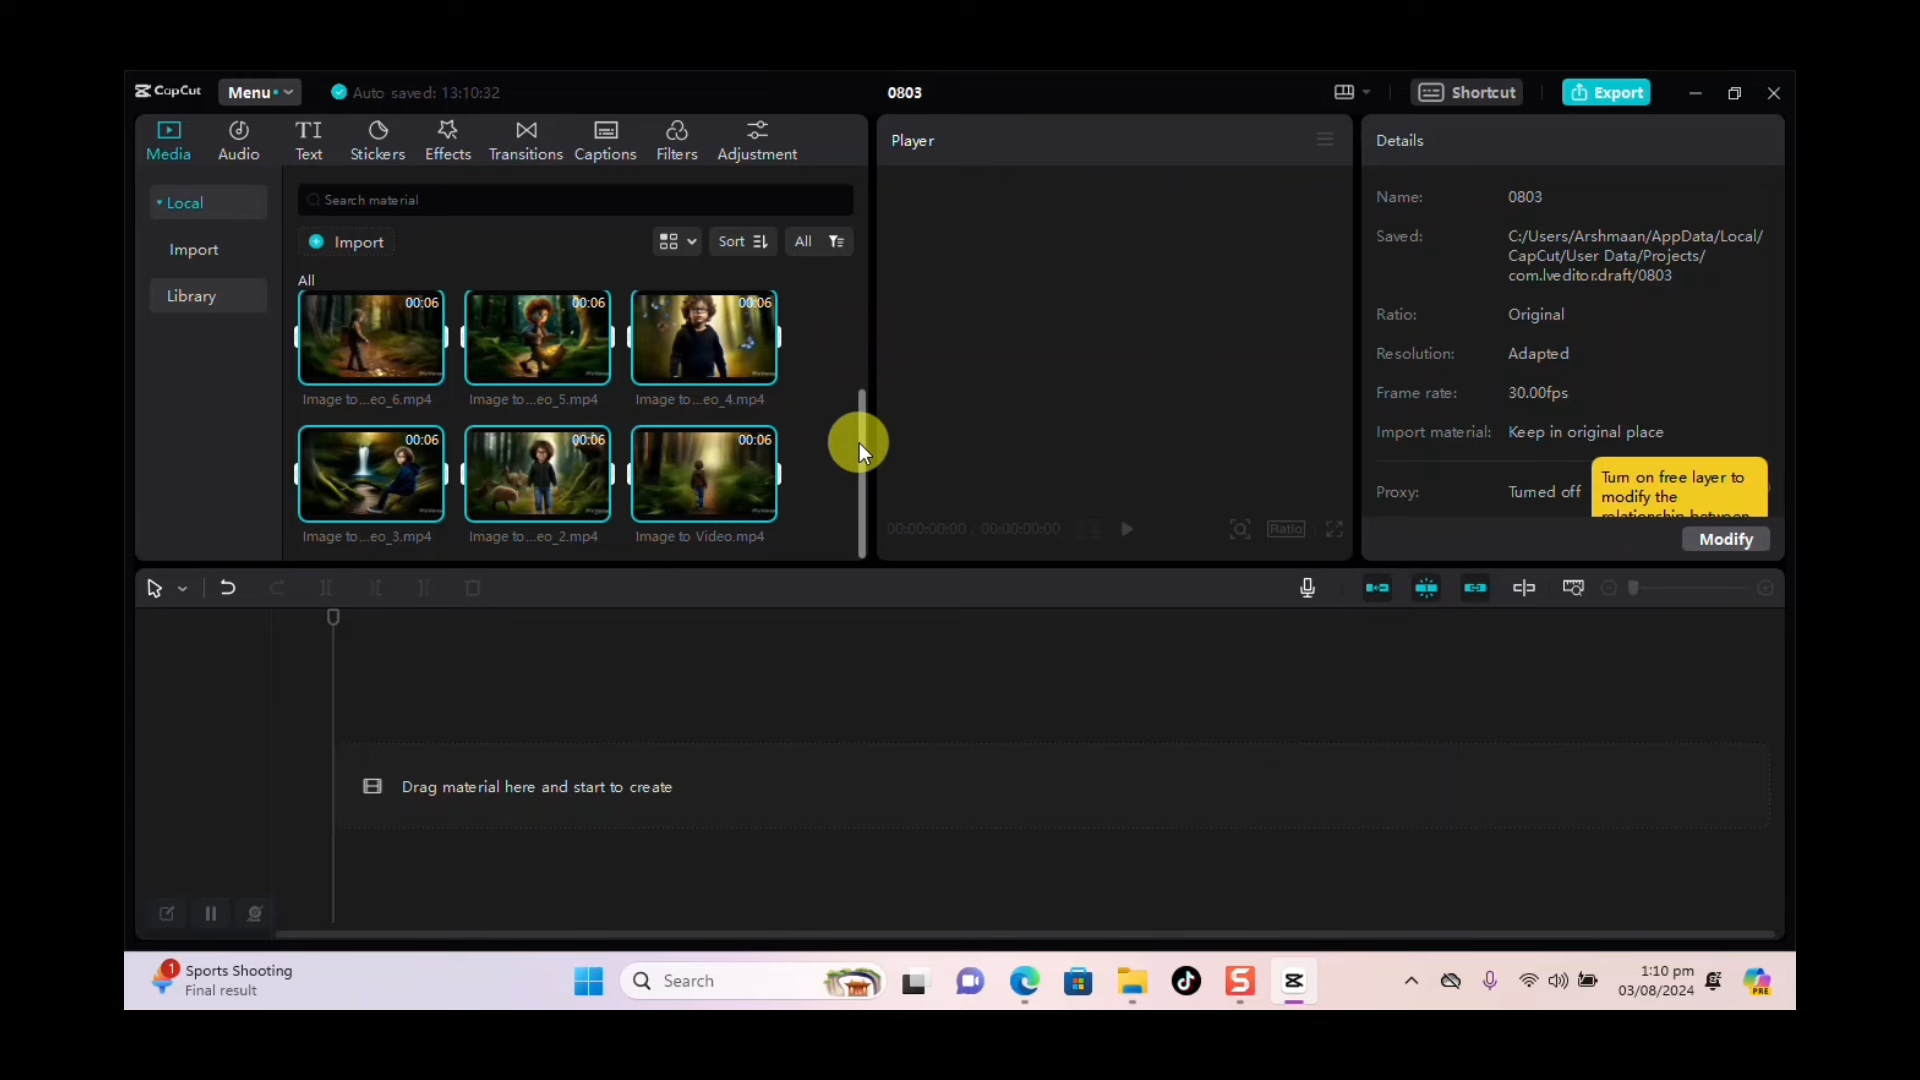 CapCut
Menu
Auto saved: 13:10:32
0803
Shortcut
Export
Media
Audio
TI
Text
Stickers
Effects
Transitions
Captions
Filters
Adjustment
Player
Details
Local
Import
Library
Search material
Import
Sort
All
All
00:06
00:06
00:06
Image to...eo_6.mp4
Image to...eo_5.mp4
Image to...eo_4.mp4
00:06
00:06
00:06
Image to...eo_3.mp4
Image to...eo_2.mp4
Image to Video.mp4
00:00:00:00 / 00:00:00:00
Ratio
Name:
0803
Saved:
C:/Users/Arshmaan/AppData/Local/
CapCut/User Data/Projects/
com.lveditor.draft/0803
Ratio:
Original
Resolution:
Adapted
Frame rate:
30.00fps
Import material:
Keep in original place
Proxy:
Turned off
Turn on free layer to
modify the
relationship between
Modify
Drag material here and start to create
1
Sports Shooting
Final result
Search
S
1:10 pm
03/08/2024
PRE